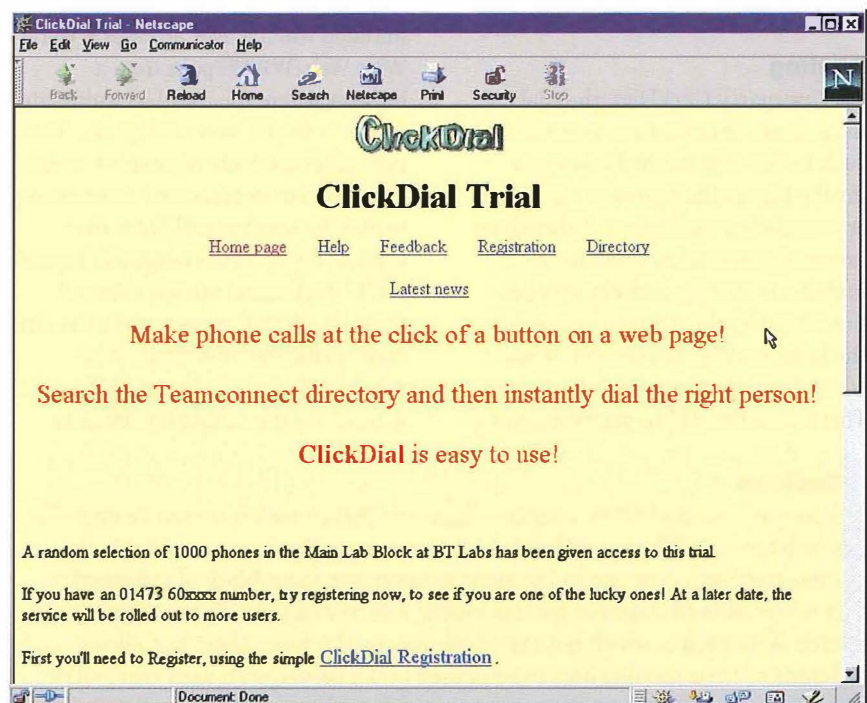 ClickDial Trial - Netscape
File Edit View Go Communicator Help
Back Forward Reload Home Search Netscape Print Security Stop
N
ClickDial
ClickDial Trial
Home page Help Feedback Registration Directory
Latest news
Make phone calls at the click of a button on a web page!
Search the Teamconnect directory and then instantly dial the right person!
ClickDial is easy to use!
A random selection of 1000 phones in the Main Lab Block at BT Labs has been given access to this trial.
If you have an 01473 60xxxx number, try registering now, to see if you are one of the lucky ones! At a later date, the
service will be rolled out to more users.
First you'll need to Register, using the simple ClickDial Registration .
Document: Done